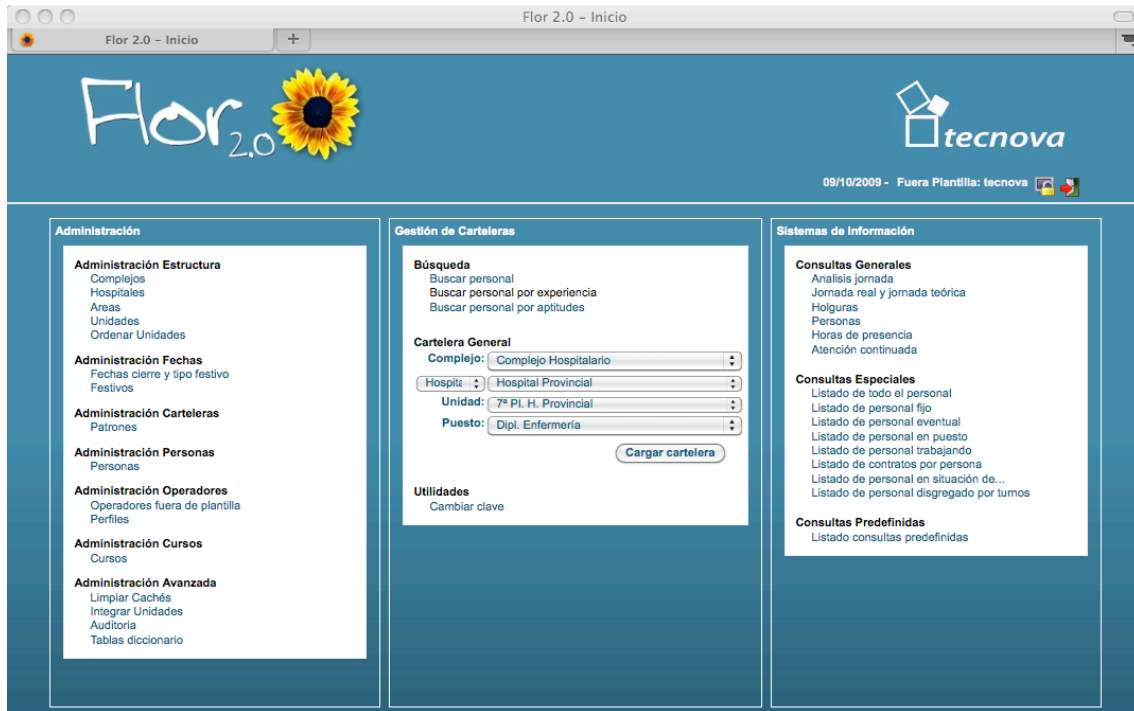 Flor 2.0 – Inicio
Flor 2.0 – Inicio
+
Flor 2.0
tecnova
09/10/2009 - Fuera Plantilla: tecnova
Administración
Administración Estructura
Complejos
Hospitales
Areas
Unidades
Ordenar Unidades
Administración Fechas
Fechas cierre y tipo festivo
Festivos
Administración Carteleras
Patrones
Administración Personas
Personas
Administración Operadores
Operadores fuera de plantilla
Perfiles
Administración Cursos
Cursos
Administración Avanzada
Limpiar Cachés
Integrar Unidades
Auditoria
Tablas diccionario
Gestión de Carteleras
Búsqueda
Buscar personal
Buscar personal por experiencia
Buscar personal por aptitudes
Cartelera General
Complejo: Complejo Hospitalario
Hospita Hospital Provincial
Unidad: 7ª Pl. H. Provincial
Puesto: Dipl. Enfermería
Cargar cartelera
Utilidades
Cambiar clave
Sistemas de Información
Consultas Generales
Analisis jornada
Jornada real y jornada teórica
Holguras
Personas
Horas de presencia
Atención continuada
Consultas Especiales
Listado de todo el personal
Listado de personal fijo
Listado de personal eventual
Listado de personal en puesto
Listado de personal trabajando
Listado de contratos por persona
Listado de personal en situación de...
Listado de personal disgregado por turnos
Consultas Predefinidas
Listado consultas predefinidas